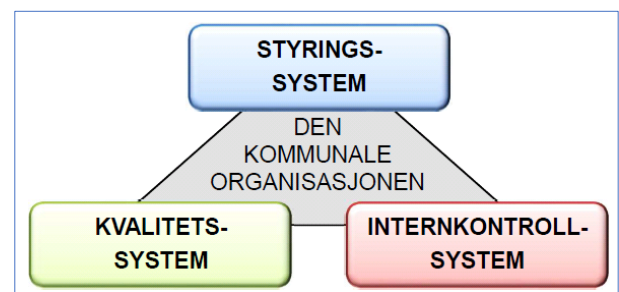 STYRINGS-
SYSTEM
DEN
KOMMUNALE
ORGANISASJONEN
KVALITETS-
SYSTEM
INTERNKONTROLL-
SYSTEM